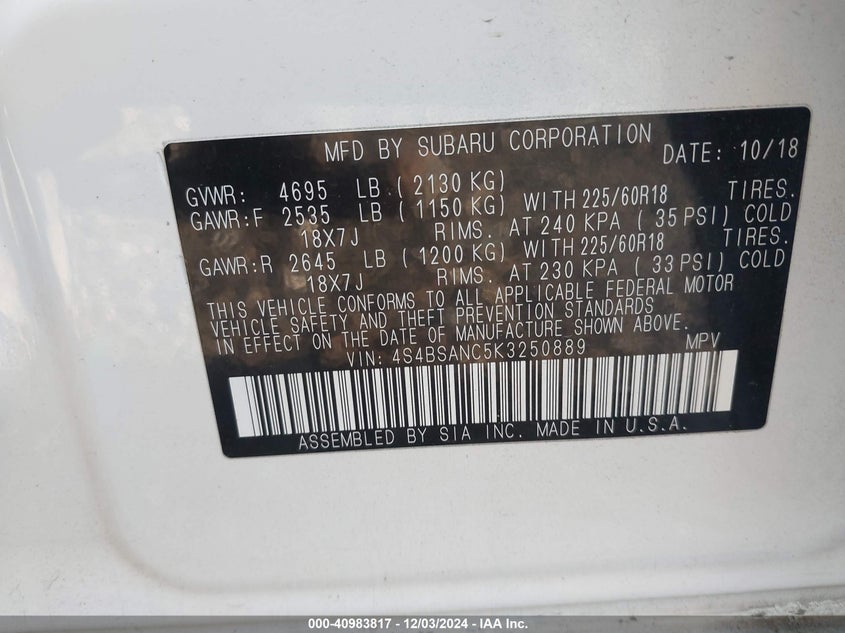 MFD BY SUBARU CORPORATION DATE: 10/18
GVWR: 4695 LB (2130 KG)
GAWR:F 2535 LB (1150 KG) WITH 225/60R18 TIRES.
18X7J RIMS. AT 240 KPA (35 PSI) COLD
GAWR:R 2645 LB (1200 KG) WITH 225/60R18 TIRES.
18X7J RIMS. AT 230 KPA (33 PSI) COLD
THIS VEHICLE CONFORMS TO ALL APPLICABLE FEDERAL MOTOR
VEHICLE SAFETY AND THEFT PREVENTION STANDARDS
IN EFFECT ON THE DATE OF MANUFACTURE SHOWN ABOVE.
VIN: 4S4BSANC5K3250889 MPV
ASSEMBLED BY SIA INC. MADE IN U.S.A.
000-40983817 - 12/03/2024 - IAA Inc.